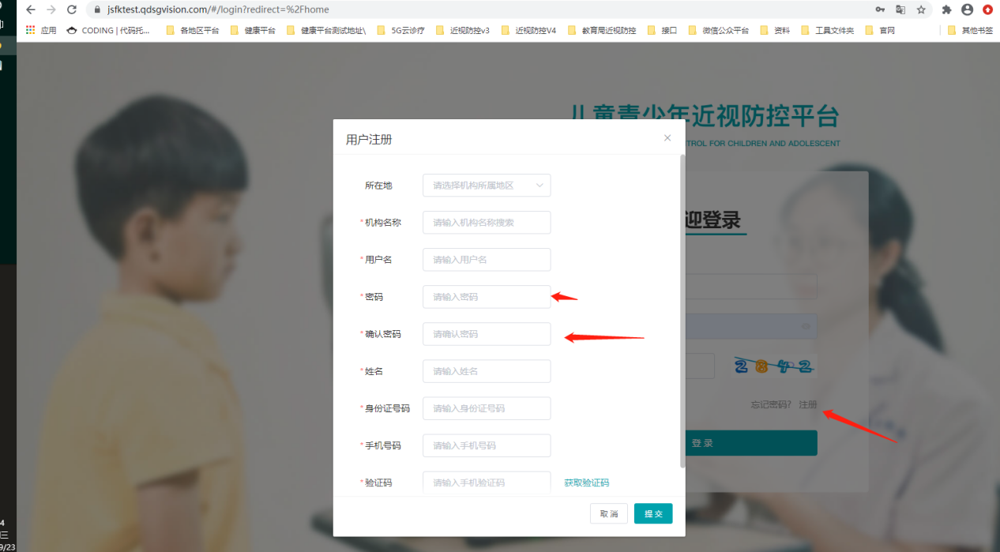 jsfktest.qdsgvision.com/#/login?redirect=%2Fhome
应用 CODING | 代码托... 各地区平台 健康平台 健康平台测试地址\ 5G云诊疗 近视防控v3 近视防控V4 教育局近视防控 接口 微信公众平台 资料 工具文件夹 官网 其他书签
儿童青少年近视防控平台
TROL FOR CHILDREN AND ADOLESCENT
用户注册
所在地 请选择机构所属地区
迎登录
*机构名称 请输入机构名称搜索
*用户名 请输入用户名
*密码 请输入密码
*确认密码 请确认密码
*姓名 请输入姓名
2842
*身份证号码 请输入身份证号码
忘记密码? 注册
*手机号码 请输入手机号码
登录
*验证码 请输入手机验证码 获取验证码
取消 提交
4
三
9/23